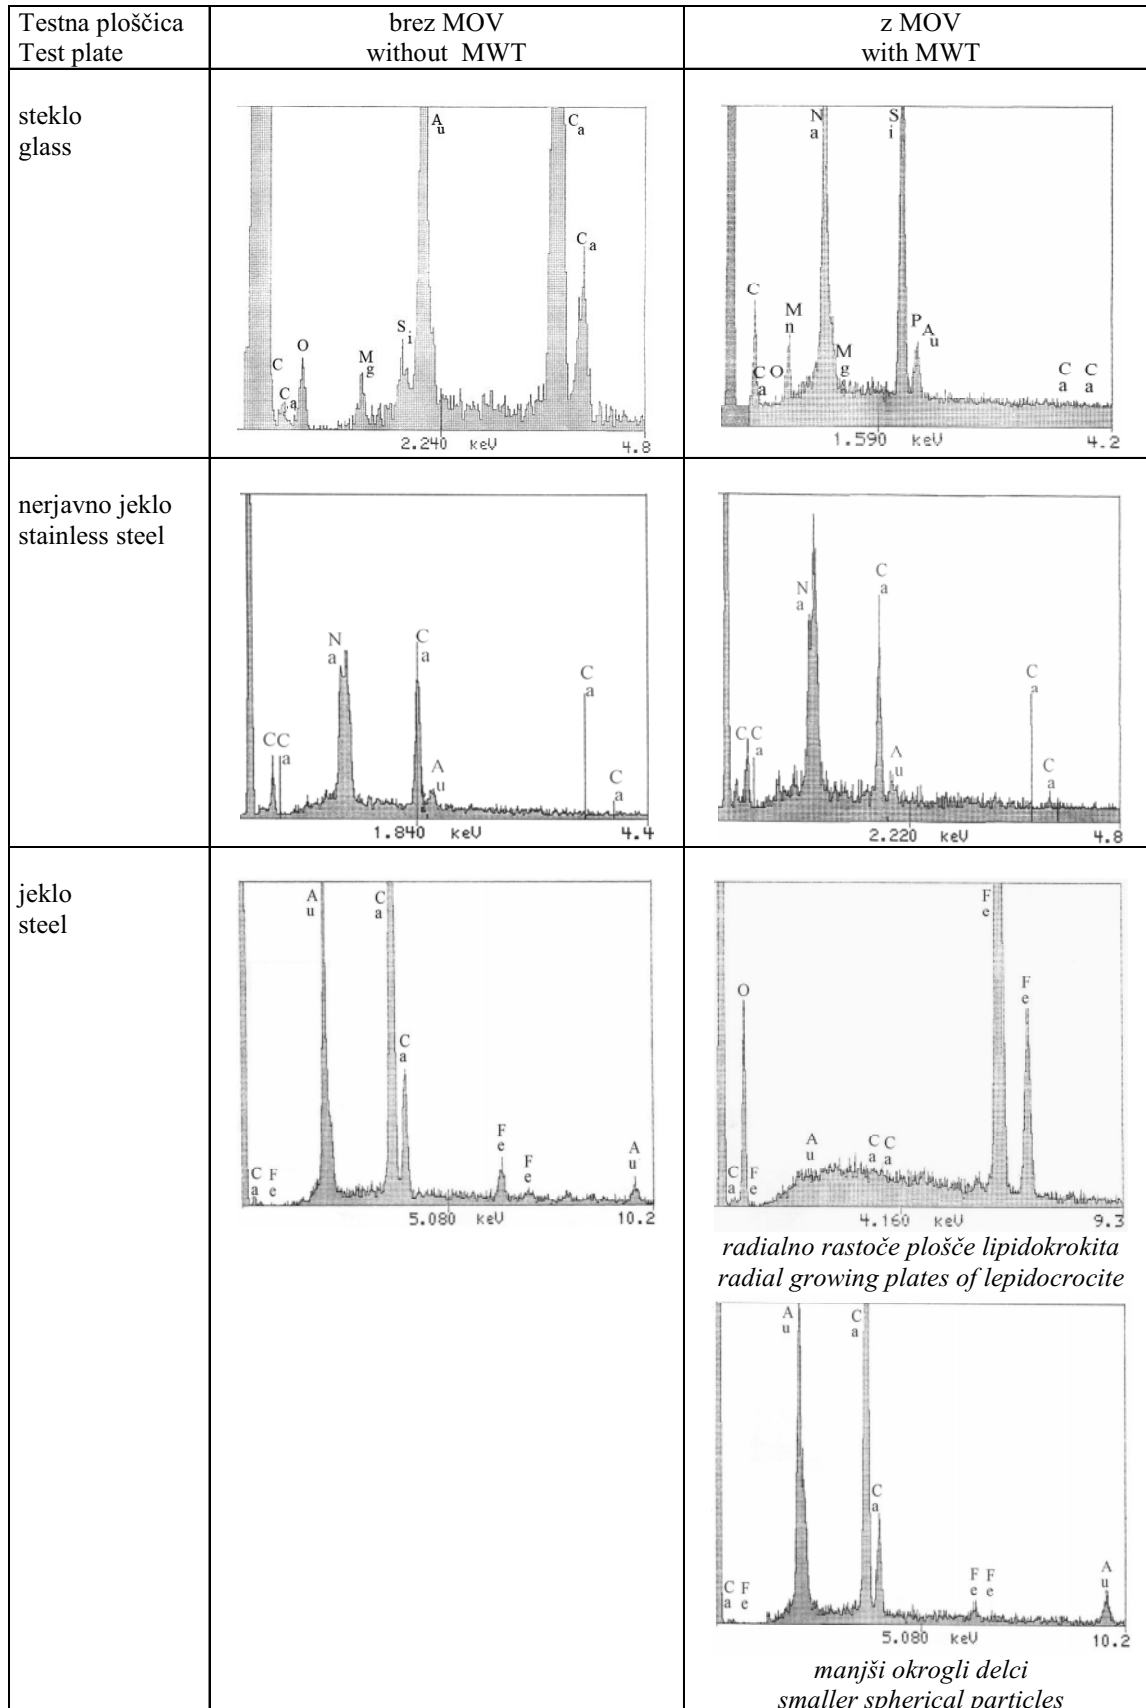 Testna ploščica
Test plate
brez MOV
without MWT
z MOV
with MWT
steklo
glass
C
Ca
O
Mg
Si
Au
Ca
Ca
2.240 keV 4.8
C
Ca
O
Mn
Na
Mg
Si
P
Au
Ca
Ca
1.590 keV 4.2
nerjavno jeklo
stainless steel
C
Ca
Na
Ca
Au
Ca
Ca
1.840 keV 4.4
C
Ca
Na
Ca
Au
Ca
Ca
2.220 keV 4.8
jeklo
steel
Ca
Fe
Au
Ca
Ca
Fe
Fe
Au
5.080 keV 10.2
Ca
O
Fe
Au
Ca
Ca
Fe
Fe
4.160 keV 9.3
radialno rastoče plošče lipidokrokita
radial growing plates of lepidocrocite
Ca
Fe
Au
Ca
Ca
Fe
Fe
Au
5.080 keV 10.2
manjši okrogli delci
smaller spherical particles